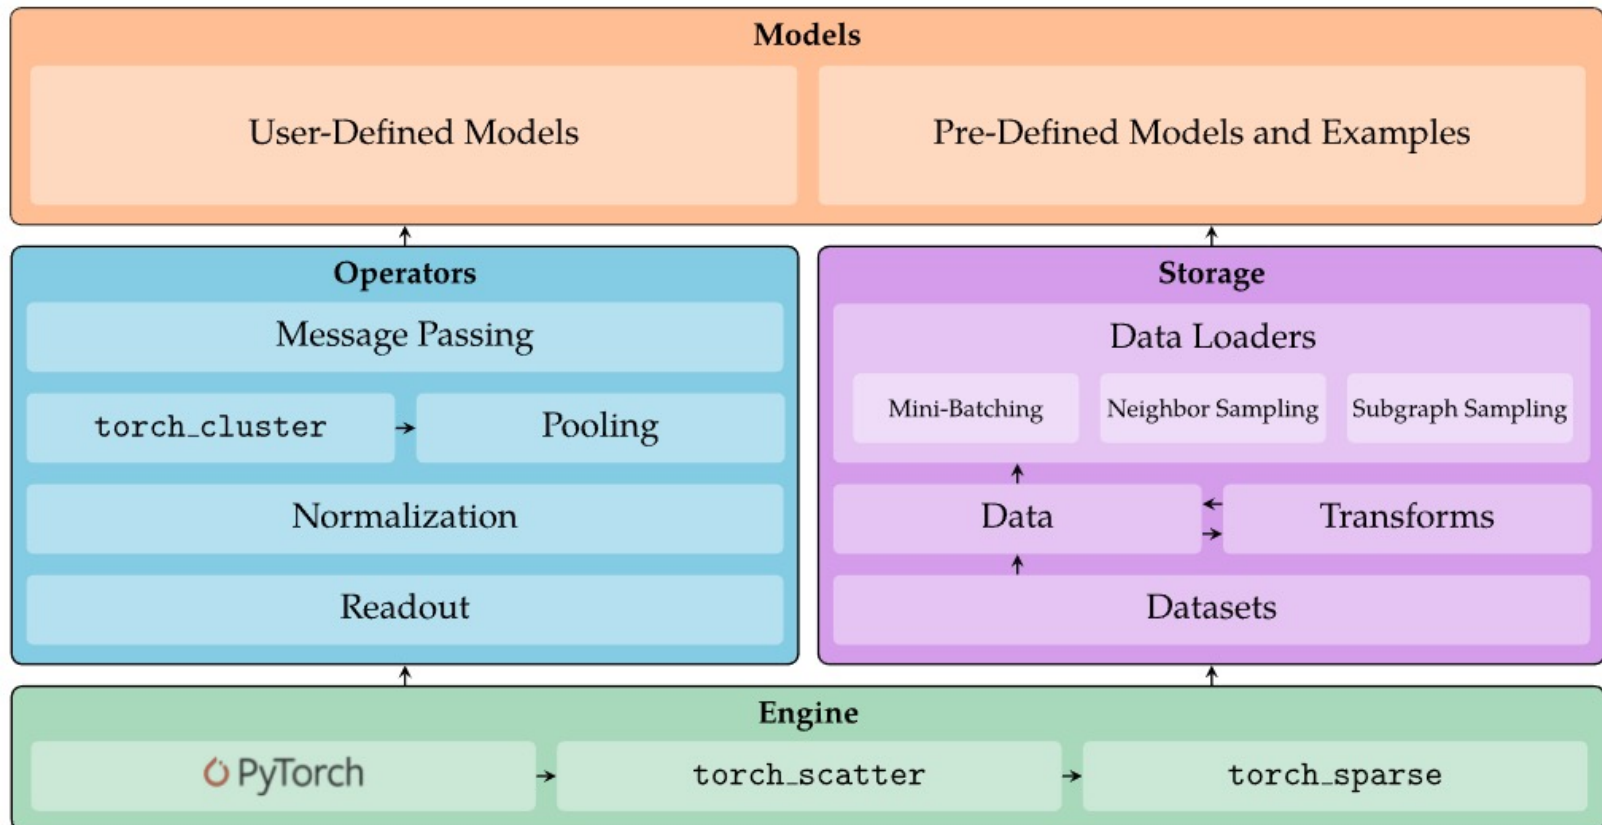 Models
User-Defined Models
Pre-Defined Models and Examples
Operators
Message Passing
torch_cluster
Pooling
Normalization
Readout
Storage
Data Loaders
Mini-Batching
Neighbor Sampling
Subgraph Sampling
Data
Transforms
Datasets
Engine
PyTorch
torch_scatter
torch_sparse